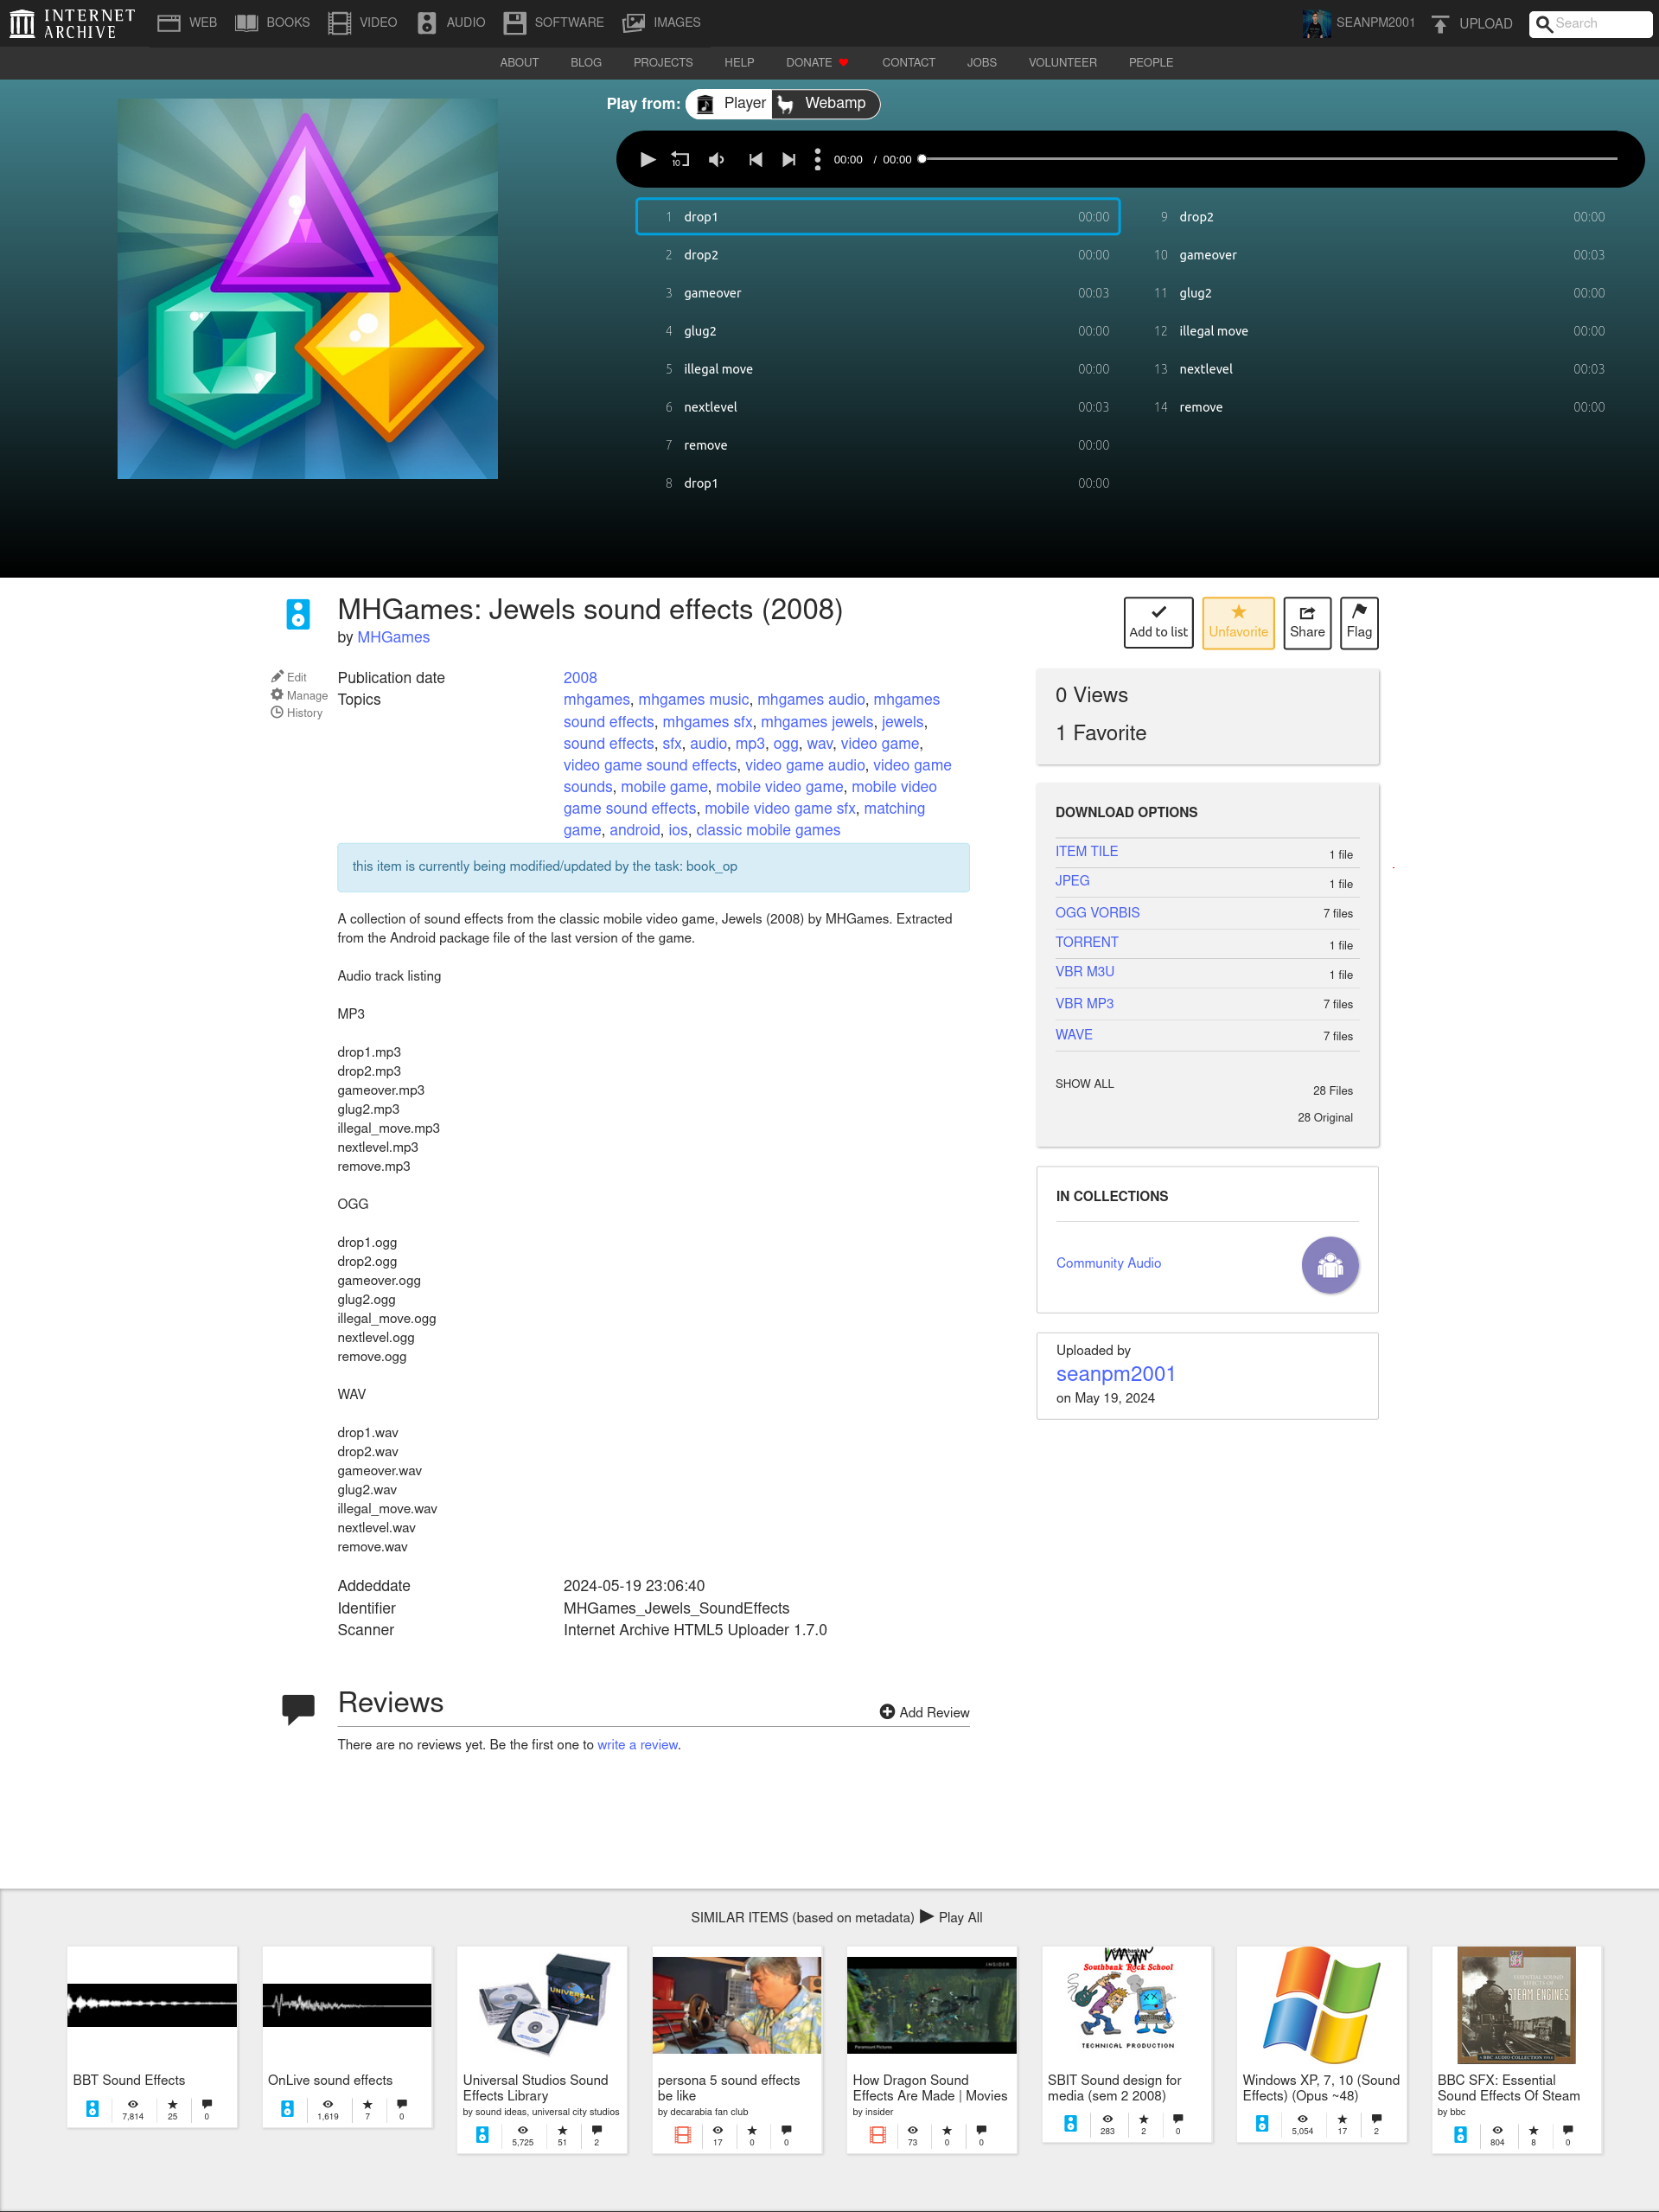 INTERNET ARCHIVE
WEB BOOKS VIDEO AUDIO SOFTWARE IMAGES SEANPM2001 UPLOAD Search
ABOUT BLOG PROJECTS HELP DONATE CONTACT JOBS VOLUNTEER PEOPLE
Play from: Player Webamp
10 00:00 / 00:00
1 drop1 00:00
2 drop2 00:00
3 gameover 00:03
4 glug2 00:00
5 illegal move 00:00
6 nextlevel 00:03
7 remove 00:00
8 drop1 00:00
9 drop2 00:00
10 gameover 00:03
11 glug2 00:00
12 illegal move 00:00
13 nextlevel 00:03
14 remove 00:00
MHGames: Jewels sound effects (2008)
by MHGames
Add to list Unfavorite Share Flag
Edit
Manage
History
Publication date 2008
Topics mhgames, mhgames music, mhgames audio, mhgames
sound effects, mhgames sfx, mhgames jewels, jewels,
sound effects, sfx, audio, mp3, ogg, wav, video game,
video game sound effects, video game audio, video game
sounds, mobile game, mobile video game, mobile video
game sound effects, mobile video game sfx, matching
game, android, ios, classic mobile games
this item is currently being modified/updated by the task: book_op
A collection of sound effects from the classic mobile video game, Jewels (2008) by MHGames. Extracted
from the Android package file of the last version of the game.
Audio track listing
MP3
drop1.mp3
drop2.mp3
gameover.mp3
glug2.mp3
illegal_move.mp3
nextlevel.mp3
remove.mp3
OGG
drop1.ogg
drop2.ogg
gameover.ogg
glug2.ogg
illegal_move.ogg
nextlevel.ogg
remove.ogg
WAV
drop1.wav
drop2.wav
gameover.wav
glug2.wav
illegal_move.wav
nextlevel.wav
remove.wav
Addeddate 2024-05-19 23:06:40
Identifier MHGames_Jewels_SoundEffects
Scanner Internet Archive HTML5 Uploader 1.7.0
0 Views
1 Favorite
DOWNLOAD OPTIONS
ITEM TILE 1 file
JPEG 1 file
OGG VORBIS 7 files
TORRENT 1 file
VBR M3U 1 file
VBR MP3 7 files
WAVE 7 files
SHOW ALL 28 Files
28 Original
IN COLLECTIONS
Community Audio
Uploaded by
seanpm2001
on May 19, 2024
Reviews
Add Review
There are no reviews yet. Be the first one to write a review.
SIMILAR ITEMS (based on metadata) Play All
BBT Sound Effects
7,814 25 0
OnLive sound effects
1,619 7 0
UNIVERSAL
Universal Studios Sound
Effects Library
by sound ideas, universal city studios
5,725 51 2
persona 5 sound effects
be like
by decarabia fan club
17 0 0
INSIDER
Paramount Pictures
How Dragon Sound
Effects Are Made | Movies
by insider
73 0 0
Southbank Rock School
TECHNICAL PRODUCTION
SBIT Sound design for
media (sem 2 2008)
283 2 0
Windows XP, 7, 10 (Sound
Effects) (Opus ~48)
5,054 17 2
ESSENTIAL SOUND
EFFECTS OF
STEAM ENGINES
BBC AUDIO COLLECTION
BBC SFX: Essential
Sound Effects Of Steam
by bbc
804 8 0